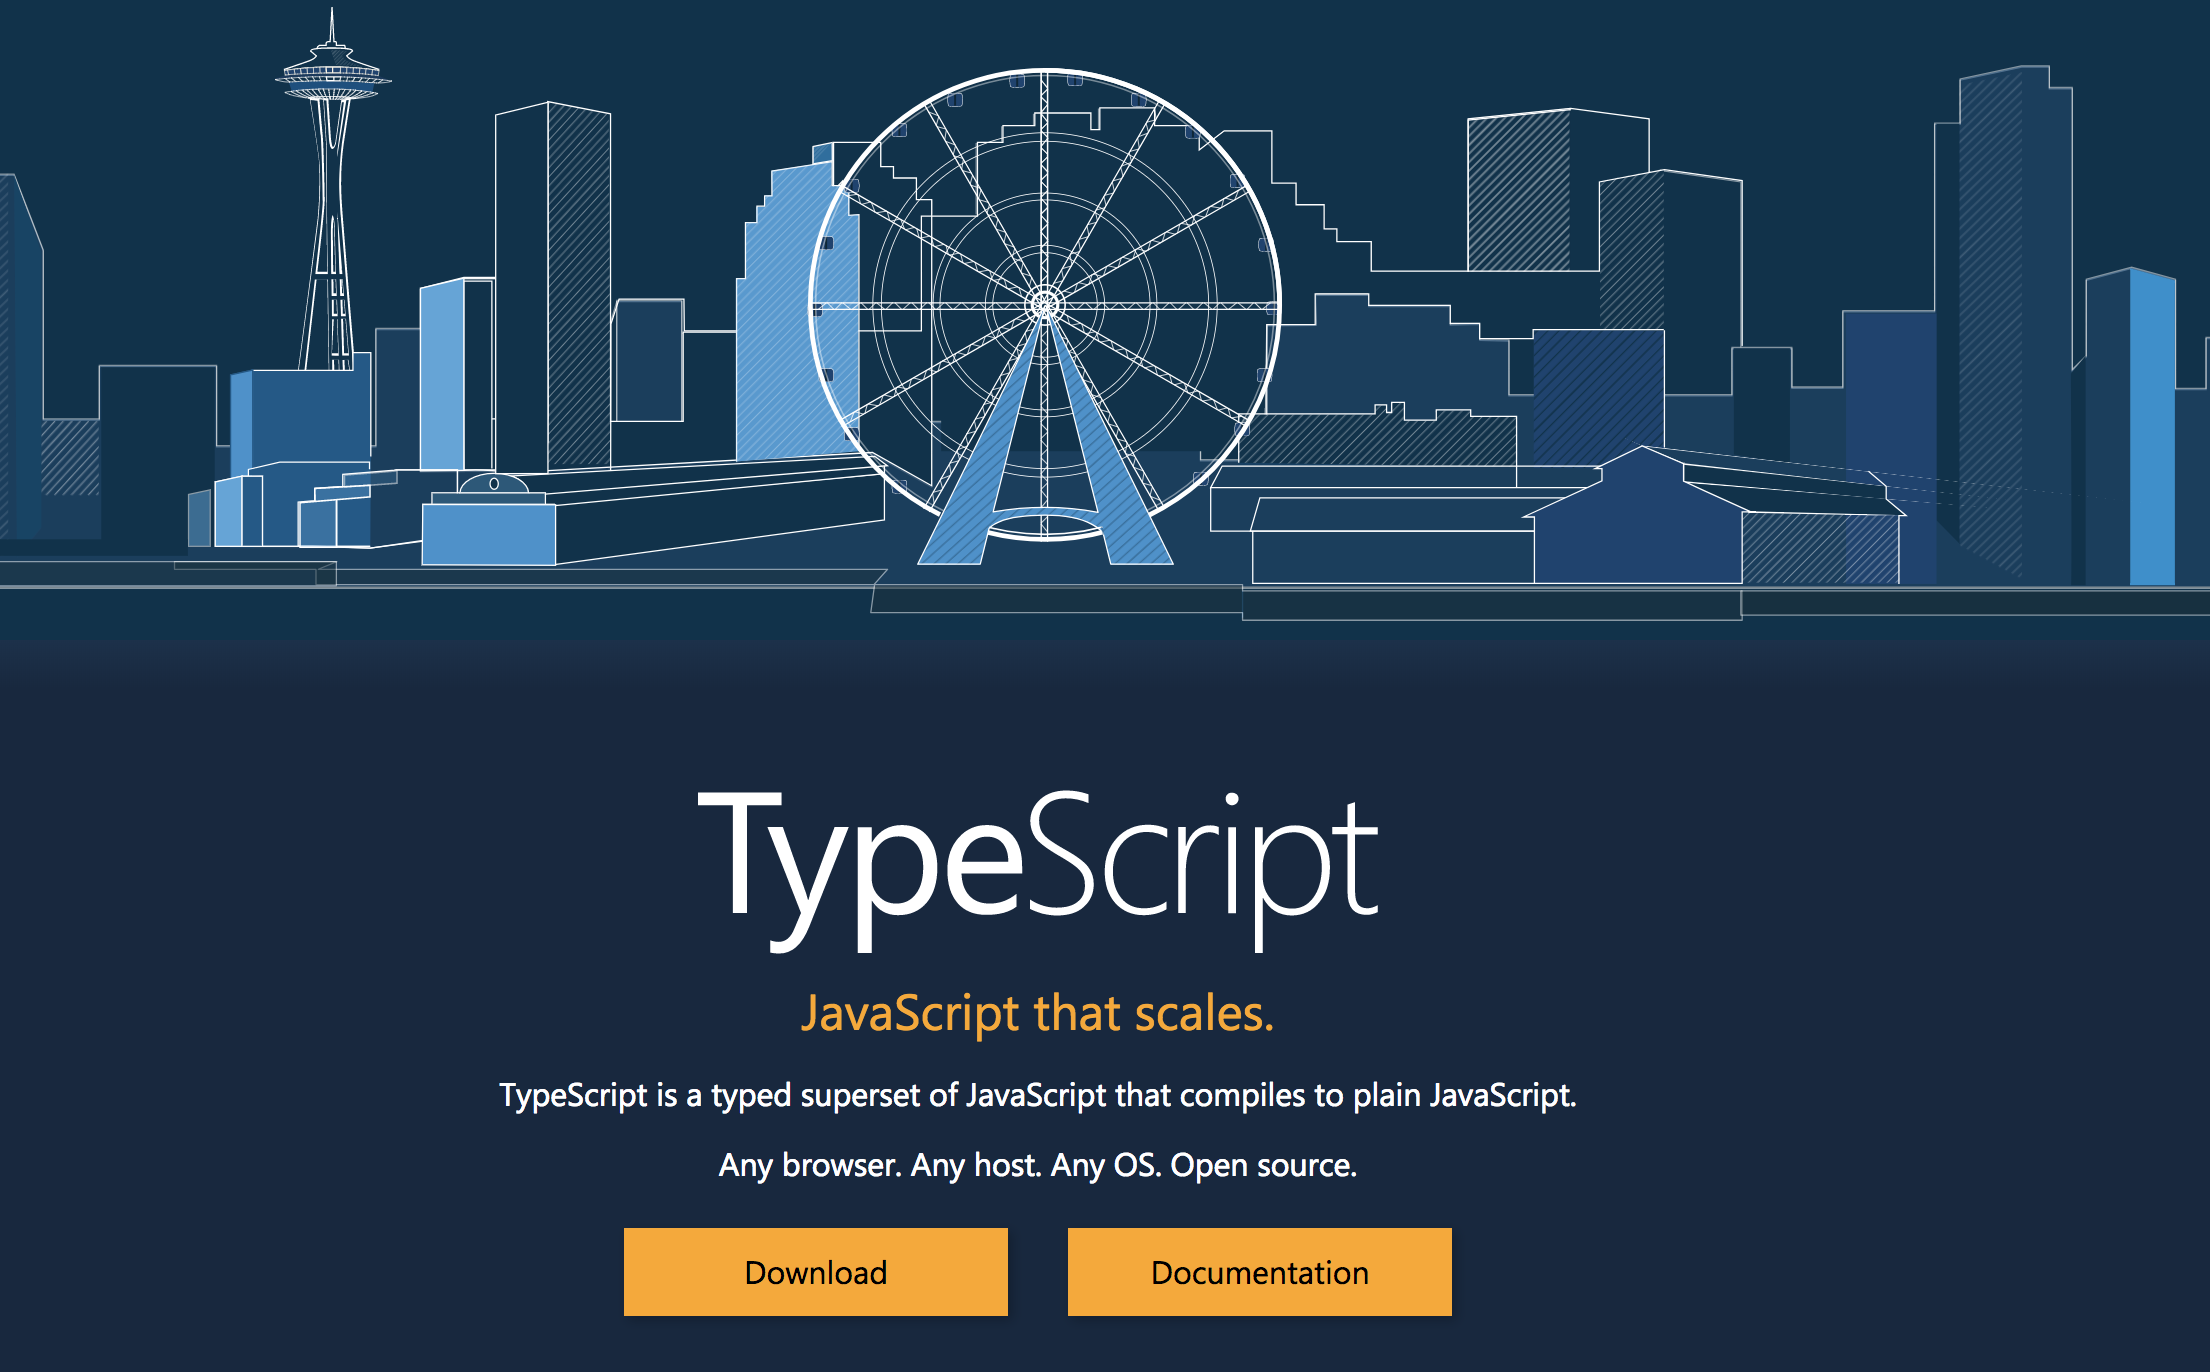 TypeScript
JavaScript that scales.
TypeScript is a typed superset of JavaScript that compiles to plain JavaScript.
Any browser. Any host. Any OS. Open source.
Download
Documentation